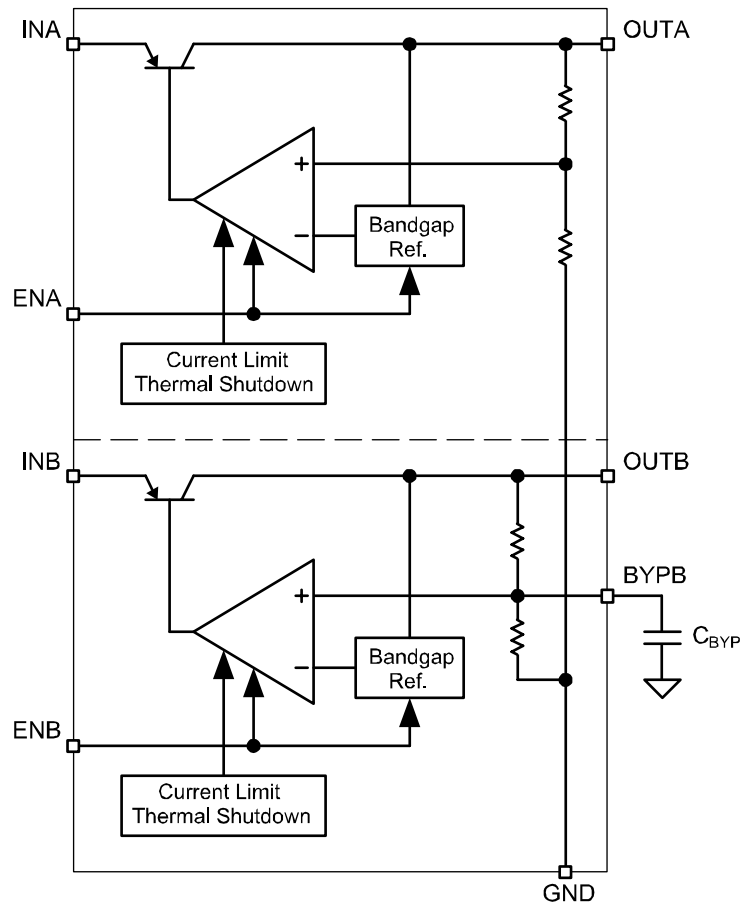 INA
OUTA
+
−
Bandgap
Ref.
ENA
Current Limit
Thermal Shutdown
INB
OUTB
+
BYPB
CBYP
−
Bandgap
Ref.
ENB
Current Limit
Thermal Shutdown
GND